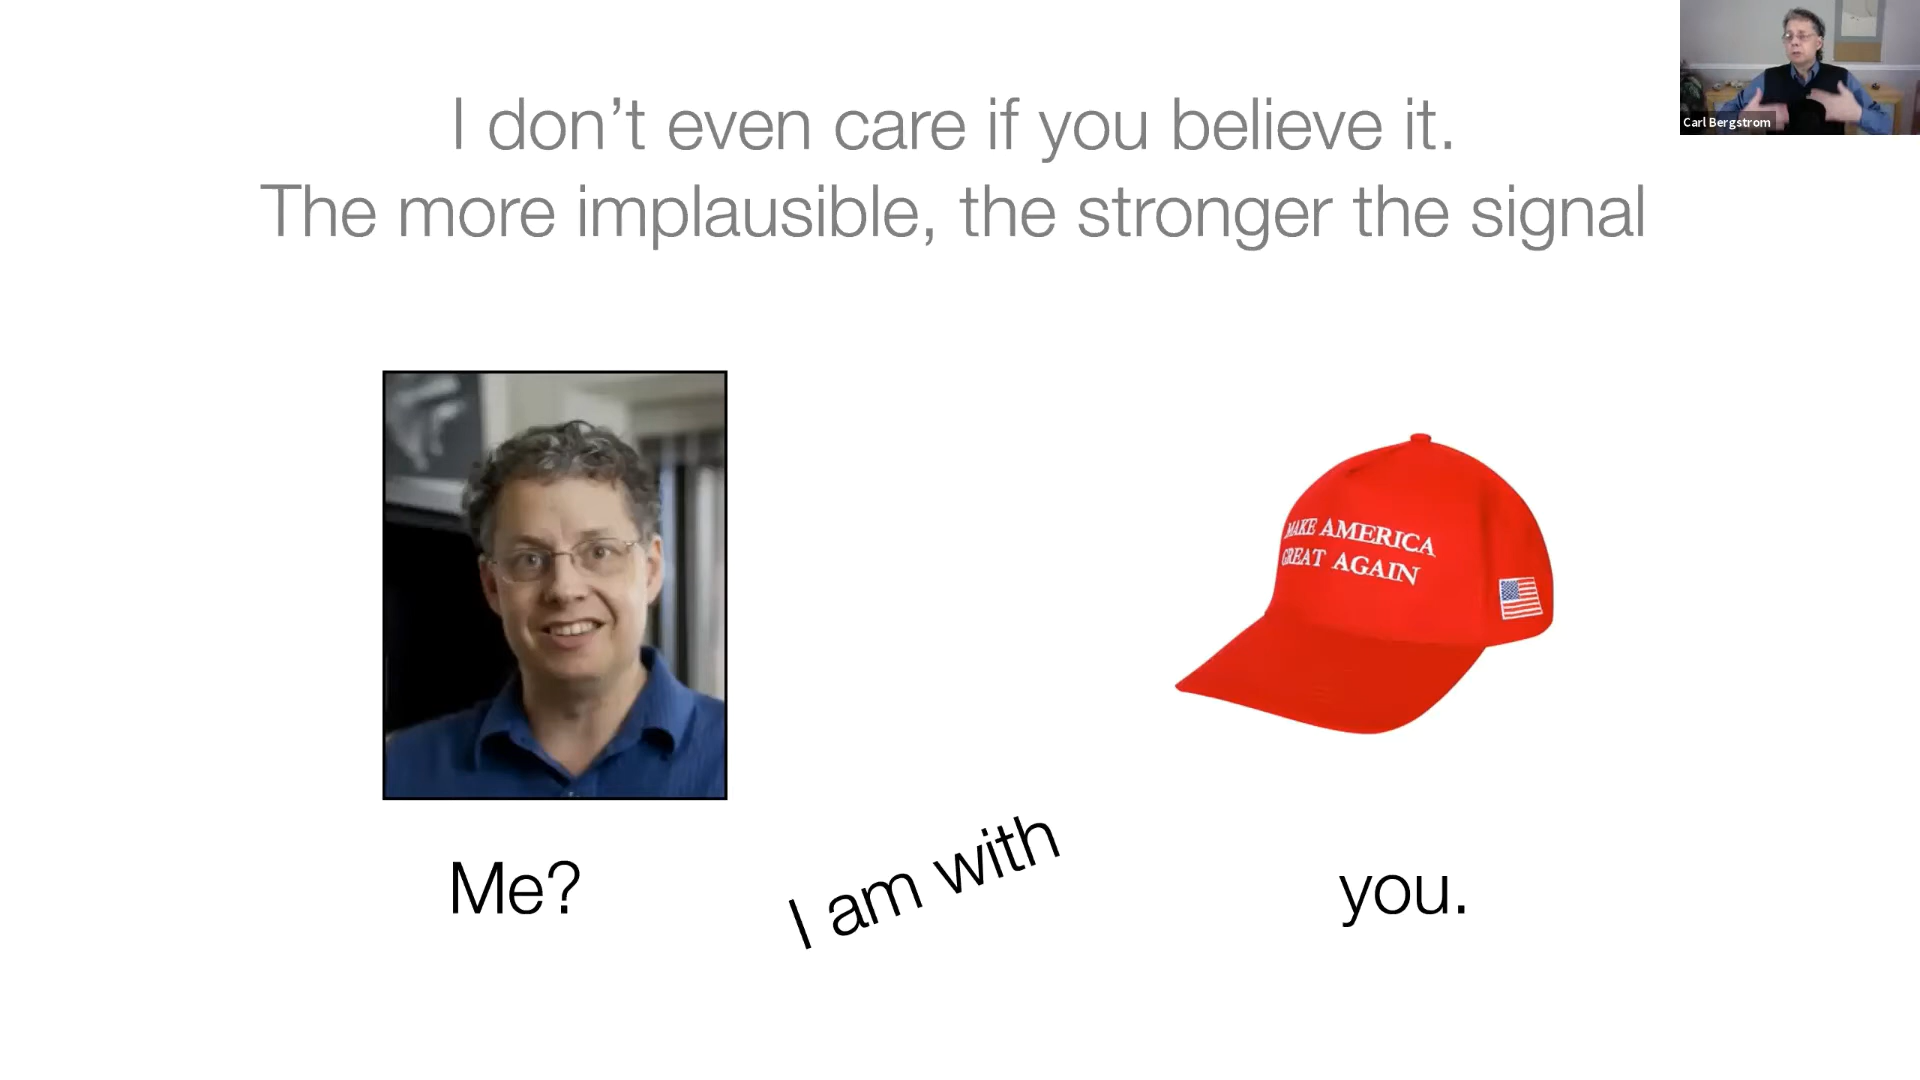 Carl Bergstrom
I don’t even care if you believe it.
The more implausible, the stronger the signal
MAKE AMERICA
GREAT AGAIN
Me?
I am with
you.